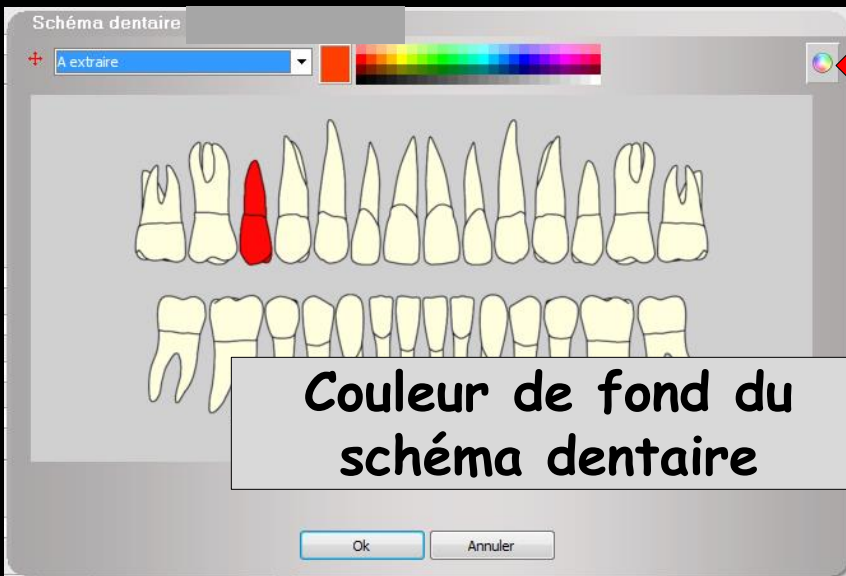 Schéma dentaire
A extraire
Couleur de fond du
schéma dentaire
Ok
Annuler